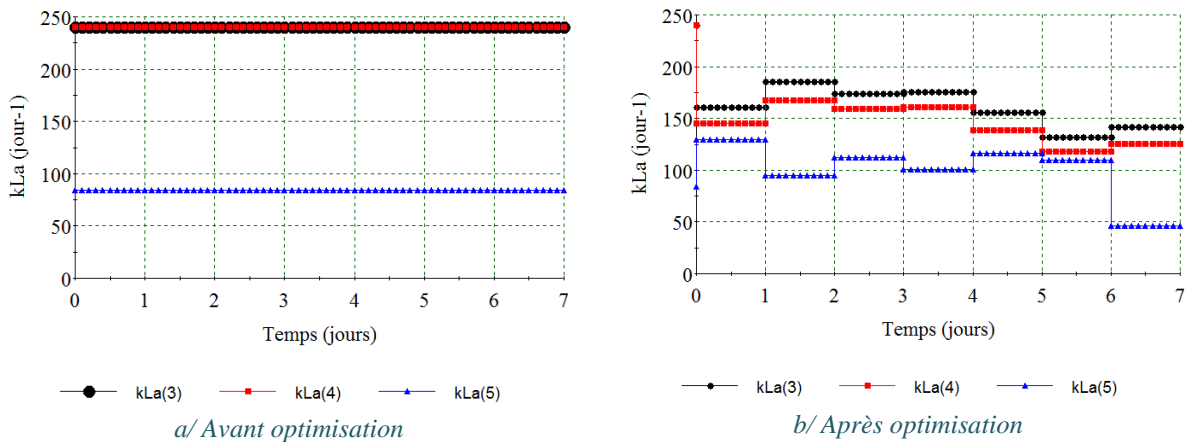 250
200
150
100
50
0
kLa (jour-1)
0 1 2 3 4 5 6 7
Temps (jours)
kLa(3) kLa(4) kLa(5)
a/ Avant optimisation
250
200
150
100
50
0
kLa (jour-1)
0 1 2 3 4 5 6 7
Temps (jours)
kLa(3) kLa(4) kLa(5)
b/ Après optimisation